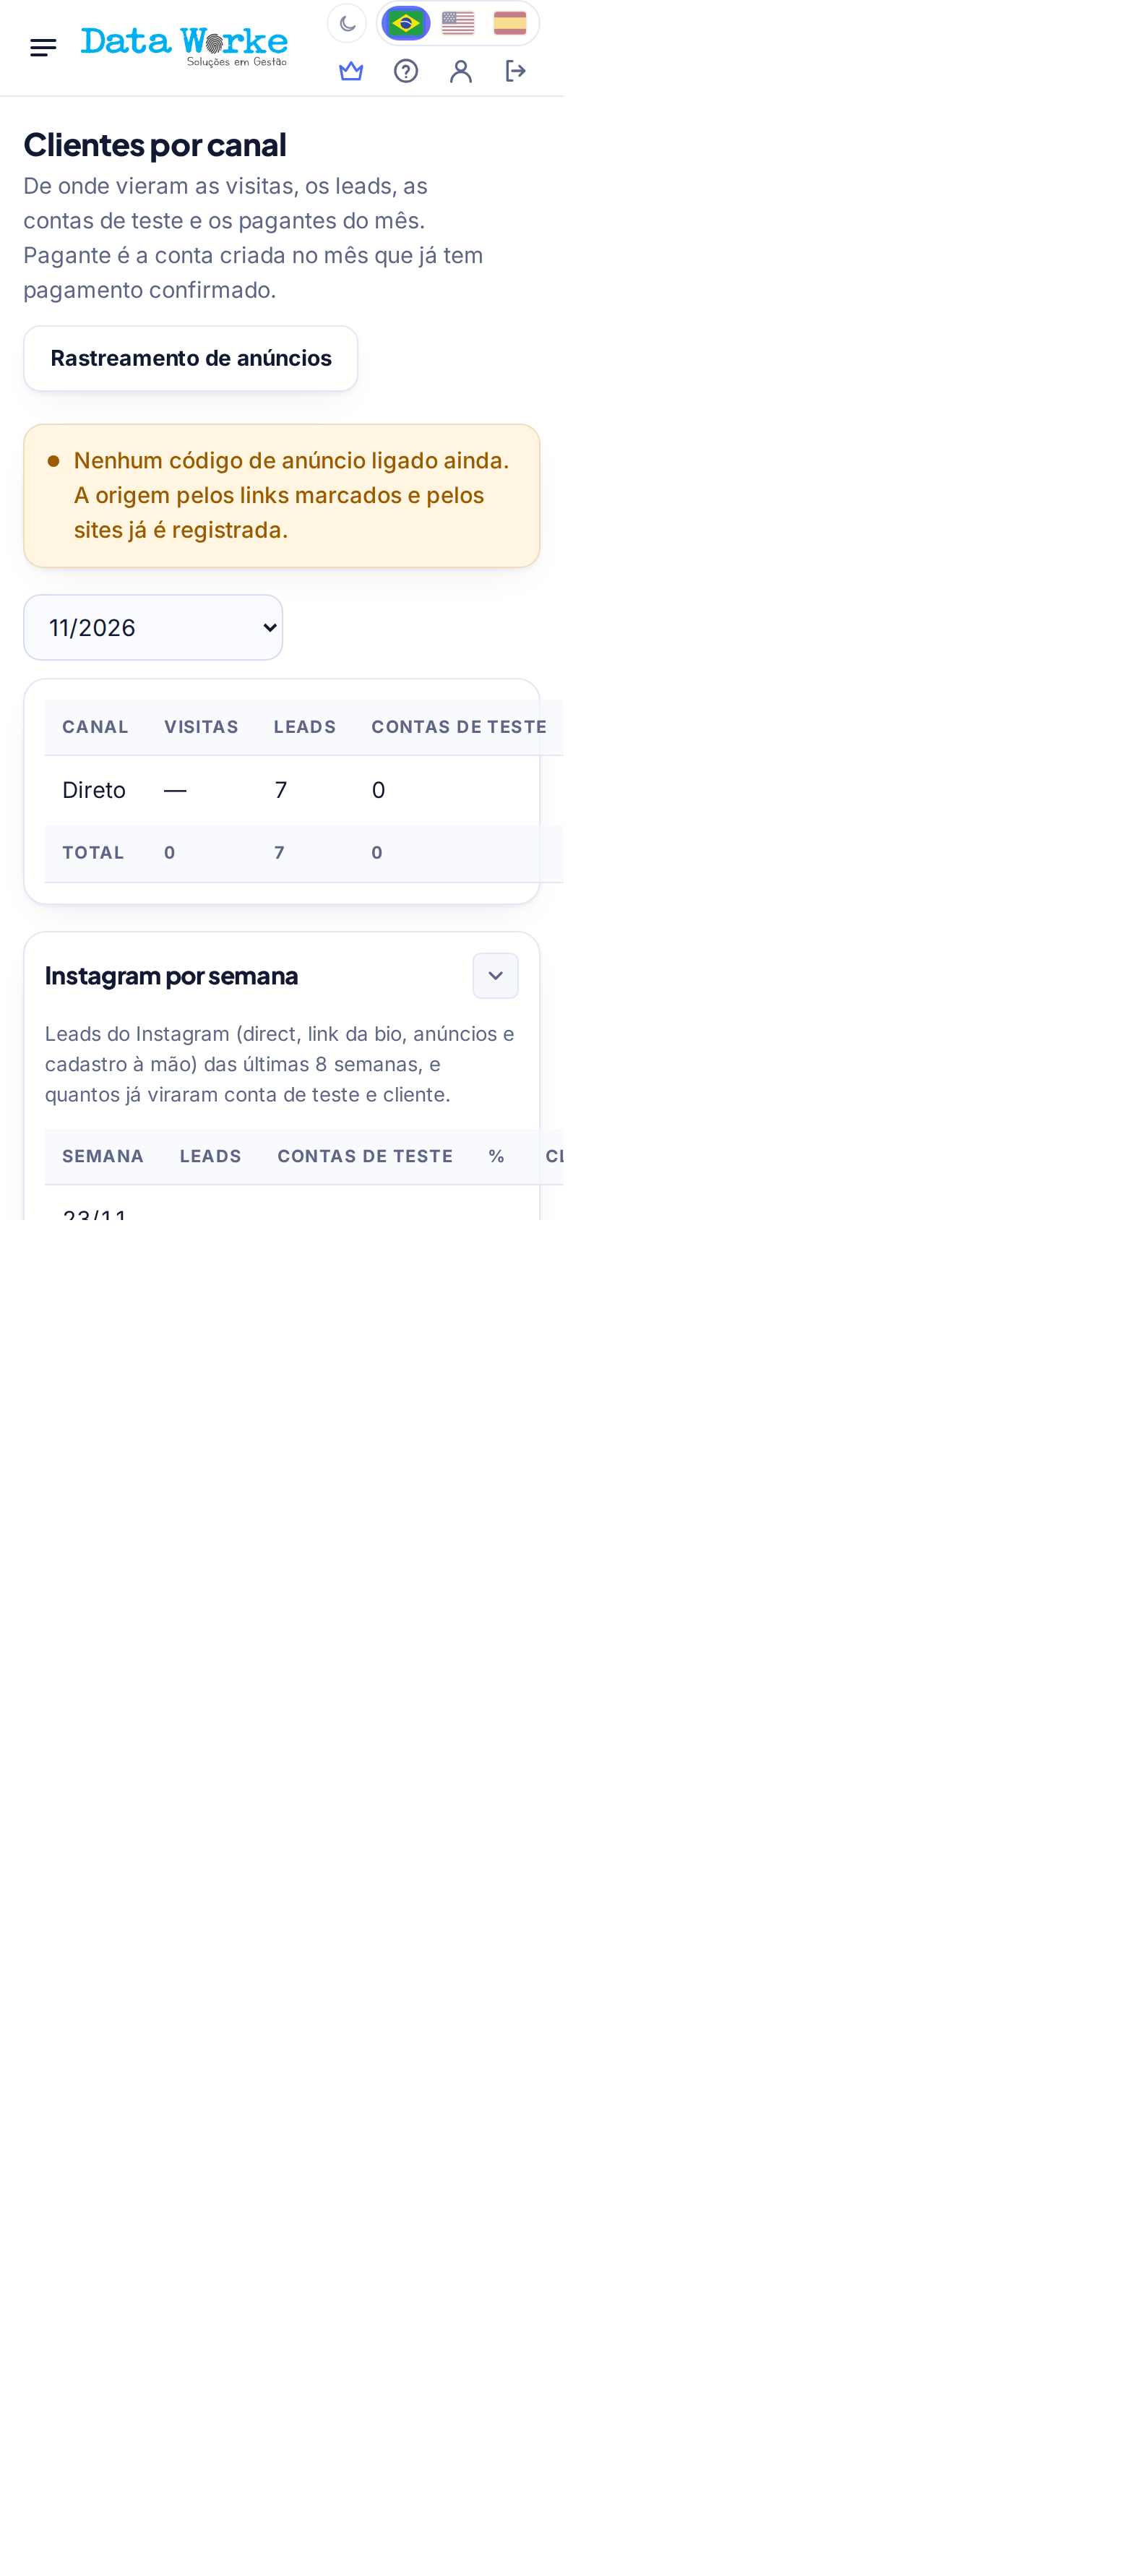 Data Worke
Soluções em Gestão
Clientes por canal
De onde vieram as visitas, os leads, as
contas de teste e os pagantes do mês.
Pagante é a conta criada no mês que já tem
pagamento confirmado.
Rastreamento de anúncios
Nenhum código de anúncio ligado ainda.
A origem pelos links marcados e pelos
sites já é registrada.
11/2026
CANAL VISITAS LEADS CONTAS DE TESTE
Direto — 7 0
TOTAL 0 7 0
Instagram por semana
Leads do Instagram (direct, link da bio, anúncios e
cadastro à mão) das últimas 8 semanas, e
quantos já viraram conta de teste e cliente.
SEMANA LEADS CONTAS DE TESTE %
23/11